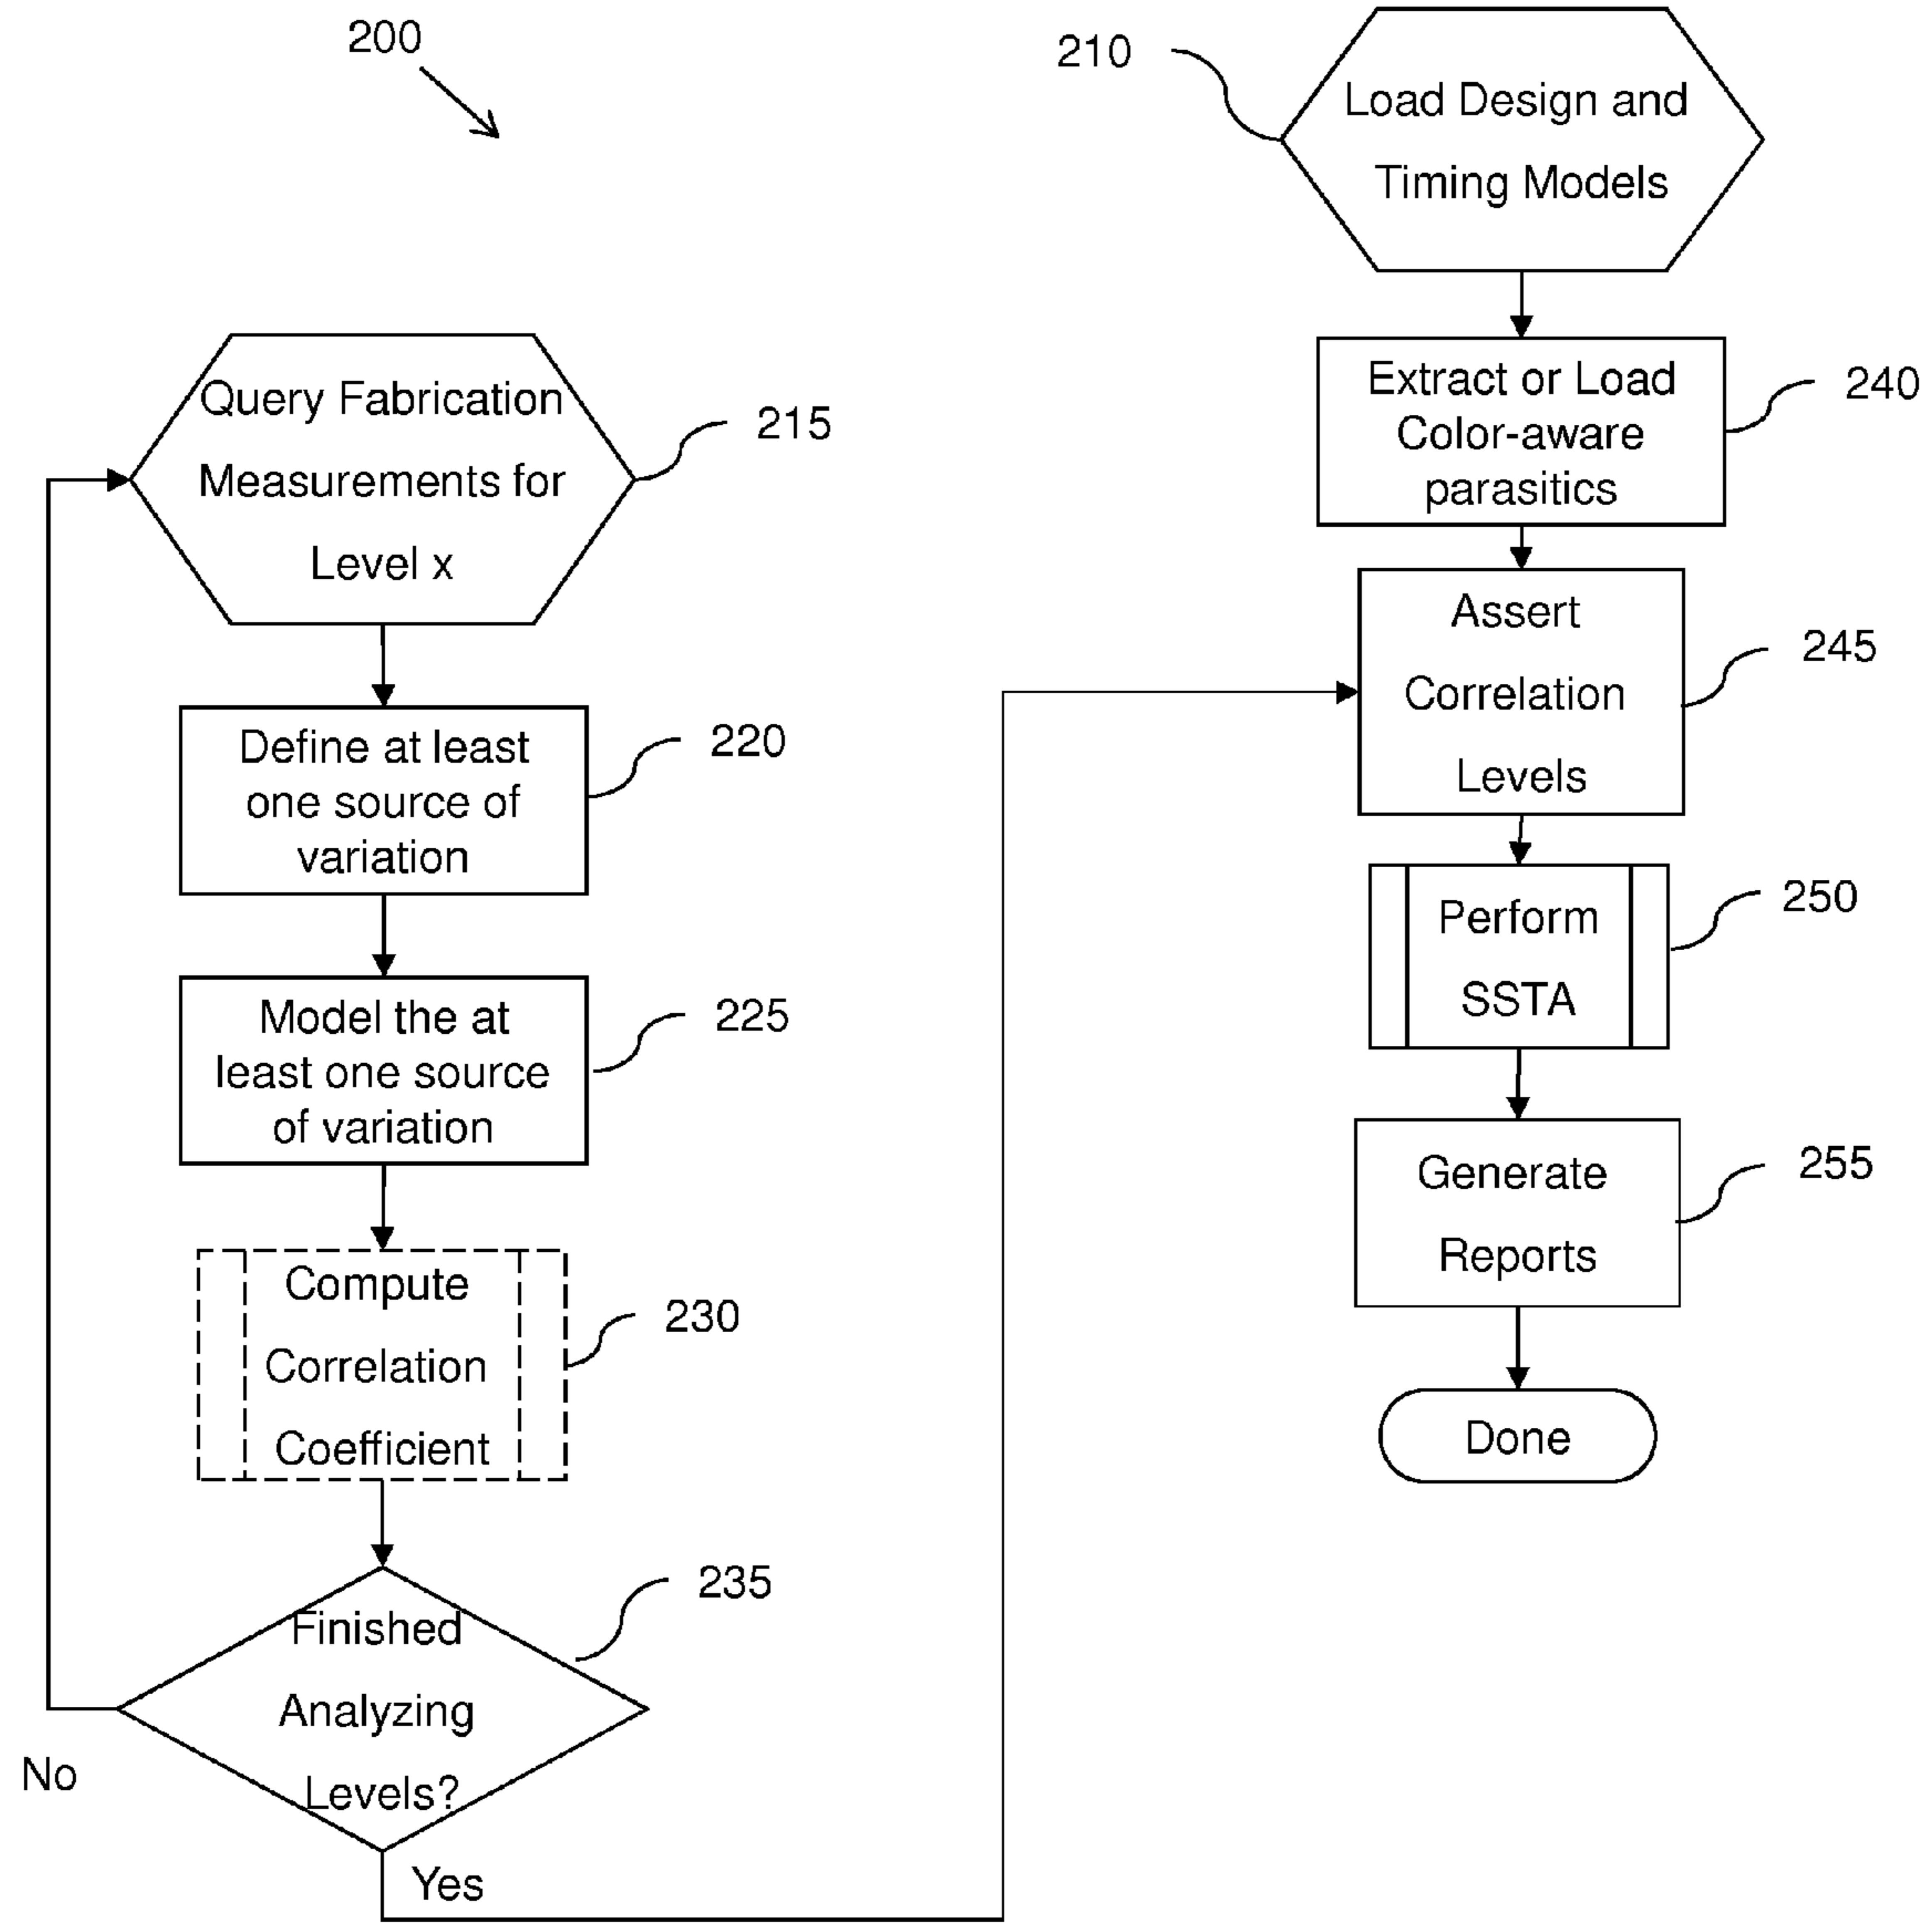 200
210
Load Design and
Timing Models
Query Fabrication
Measurements for
Level x
215
Extract or Load
Color-aware
parasitics
240
Define at least
one source of
variation
220
Assert
Correlation
Levels
245
Model the at
least one source
of variation
225
Perform
SSTA
250
Compute
Correlation
Coefficient
230
Generate
Reports
255
Finished
Analyzing
Levels?
235
Done
No
Yes